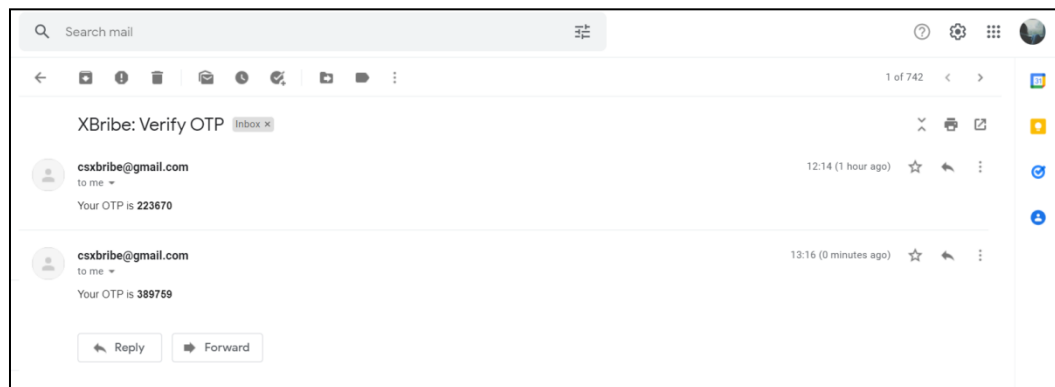 Search mail
1 of 742
XBribe: Verify OTP Inbox ×
csxbribe@gmail.com 12:14 (1 hour ago)
to me
Your OTP is 223670
csxbribe@gmail.com 13:16 (0 minutes ago)
to me
Your OTP is 389759
Reply Forward
31